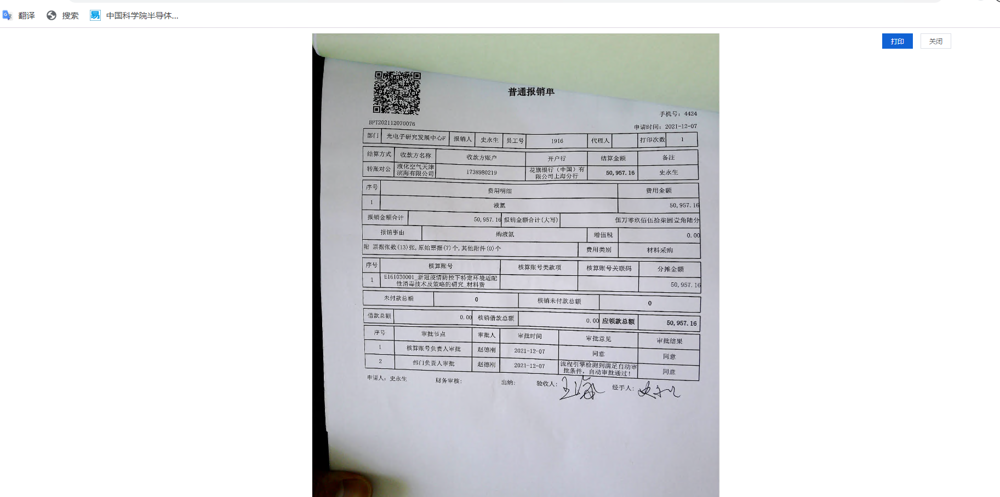 翻译 搜索 易 中国科学院半导体...
打印 关闭
普通报销单
手机号: 4424
BPT202112070076
申请时间: 2021-12-07
部门 光电子研究发展中心F 报销人 史永生 员工号 1916 代理人 打印次数 1
结算方式 收款方名称 收款方账户 开户行 结算金额 备注
转账对公 液化空气天津滨海有限公司 1738980219 花旗银行（中国）有限公司上海分行 50,957.16 史永生
序号 费用明细 费用金额
1 液氮 50,957.16
报销金额合计 50,957.16 报销金额合计(大写) 伍万零玖佰伍拾柒圆壹角陆分
报销事由 购液氮 增值税 0.00
附 票据张数(13)张,原始票据(7)个,其他附件(0)个 费用类别 材料采购
序号 核算账号 核算账号类款项 核算账号关联码 分摊金额
1 E161030001_新冠疫情防控下特定环境适配性消毒技术及策略的研究_材料费 50,957.16
未付款总额 0 核销未付款总额 0
借款总额 0.00 核销借款总额 0.00 应领款总额 50,957.16
序号 审批节点 审批人 审批时间 审批意见 审批结果
1 核算账号负责人审批 赵德刚 2021-12-07 同意 同意
2 部门负责人审批 赵德刚 2021-12-07 流程引擎检测到满足自动审批条件，自动审批通过! 同意
申请人: 史永生 财务审核: 出纳: 验收人: 经手人: